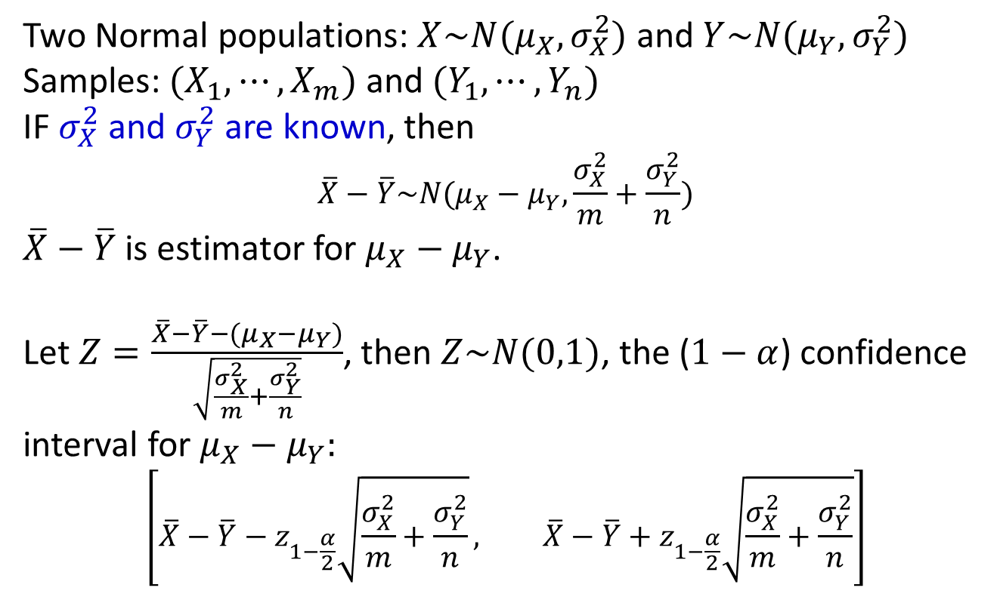 Two Normal populations: $X \sim N(\mu_X, \sigma_X^2)$ and $Y \sim N(\mu_Y, \sigma_Y^2)$
Samples: $(X_1, \cdots, X_m)$ and $(Y_1, \cdots, Y_n)$
IF $\sigma_X^2$ and $\sigma_Y^2$ are known, then
$\bar{X} - \bar{Y} \sim N(\mu_X - \mu_Y, \frac{\sigma_X^2}{m} + \frac{\sigma_Y^2}{n})$
$\bar{X} - \bar{Y}$ is estimator for $\mu_X - \mu_Y$.
Let $Z = \frac{\bar{X} - \bar{Y} - (\mu_X - \mu_Y)}{\sqrt{\frac{\sigma_X^2}{m} + \frac{\sigma_Y^2}{n}}}$, then $Z \sim N(0,1)$, the $(1 - \alpha)$ confidence
interval for $\mu_X - \mu_Y$:
$\left[ \bar{X} - \bar{Y} - z_{1-\frac{\alpha}{2}} \sqrt{\frac{\sigma_X^2}{m} + \frac{\sigma_Y^2}{n}}, \quad \bar{X} - \bar{Y} + z_{1-\frac{\alpha}{2}} \sqrt{\frac{\sigma_X^2}{m} + \frac{\sigma_Y^2}{n}} \right]$